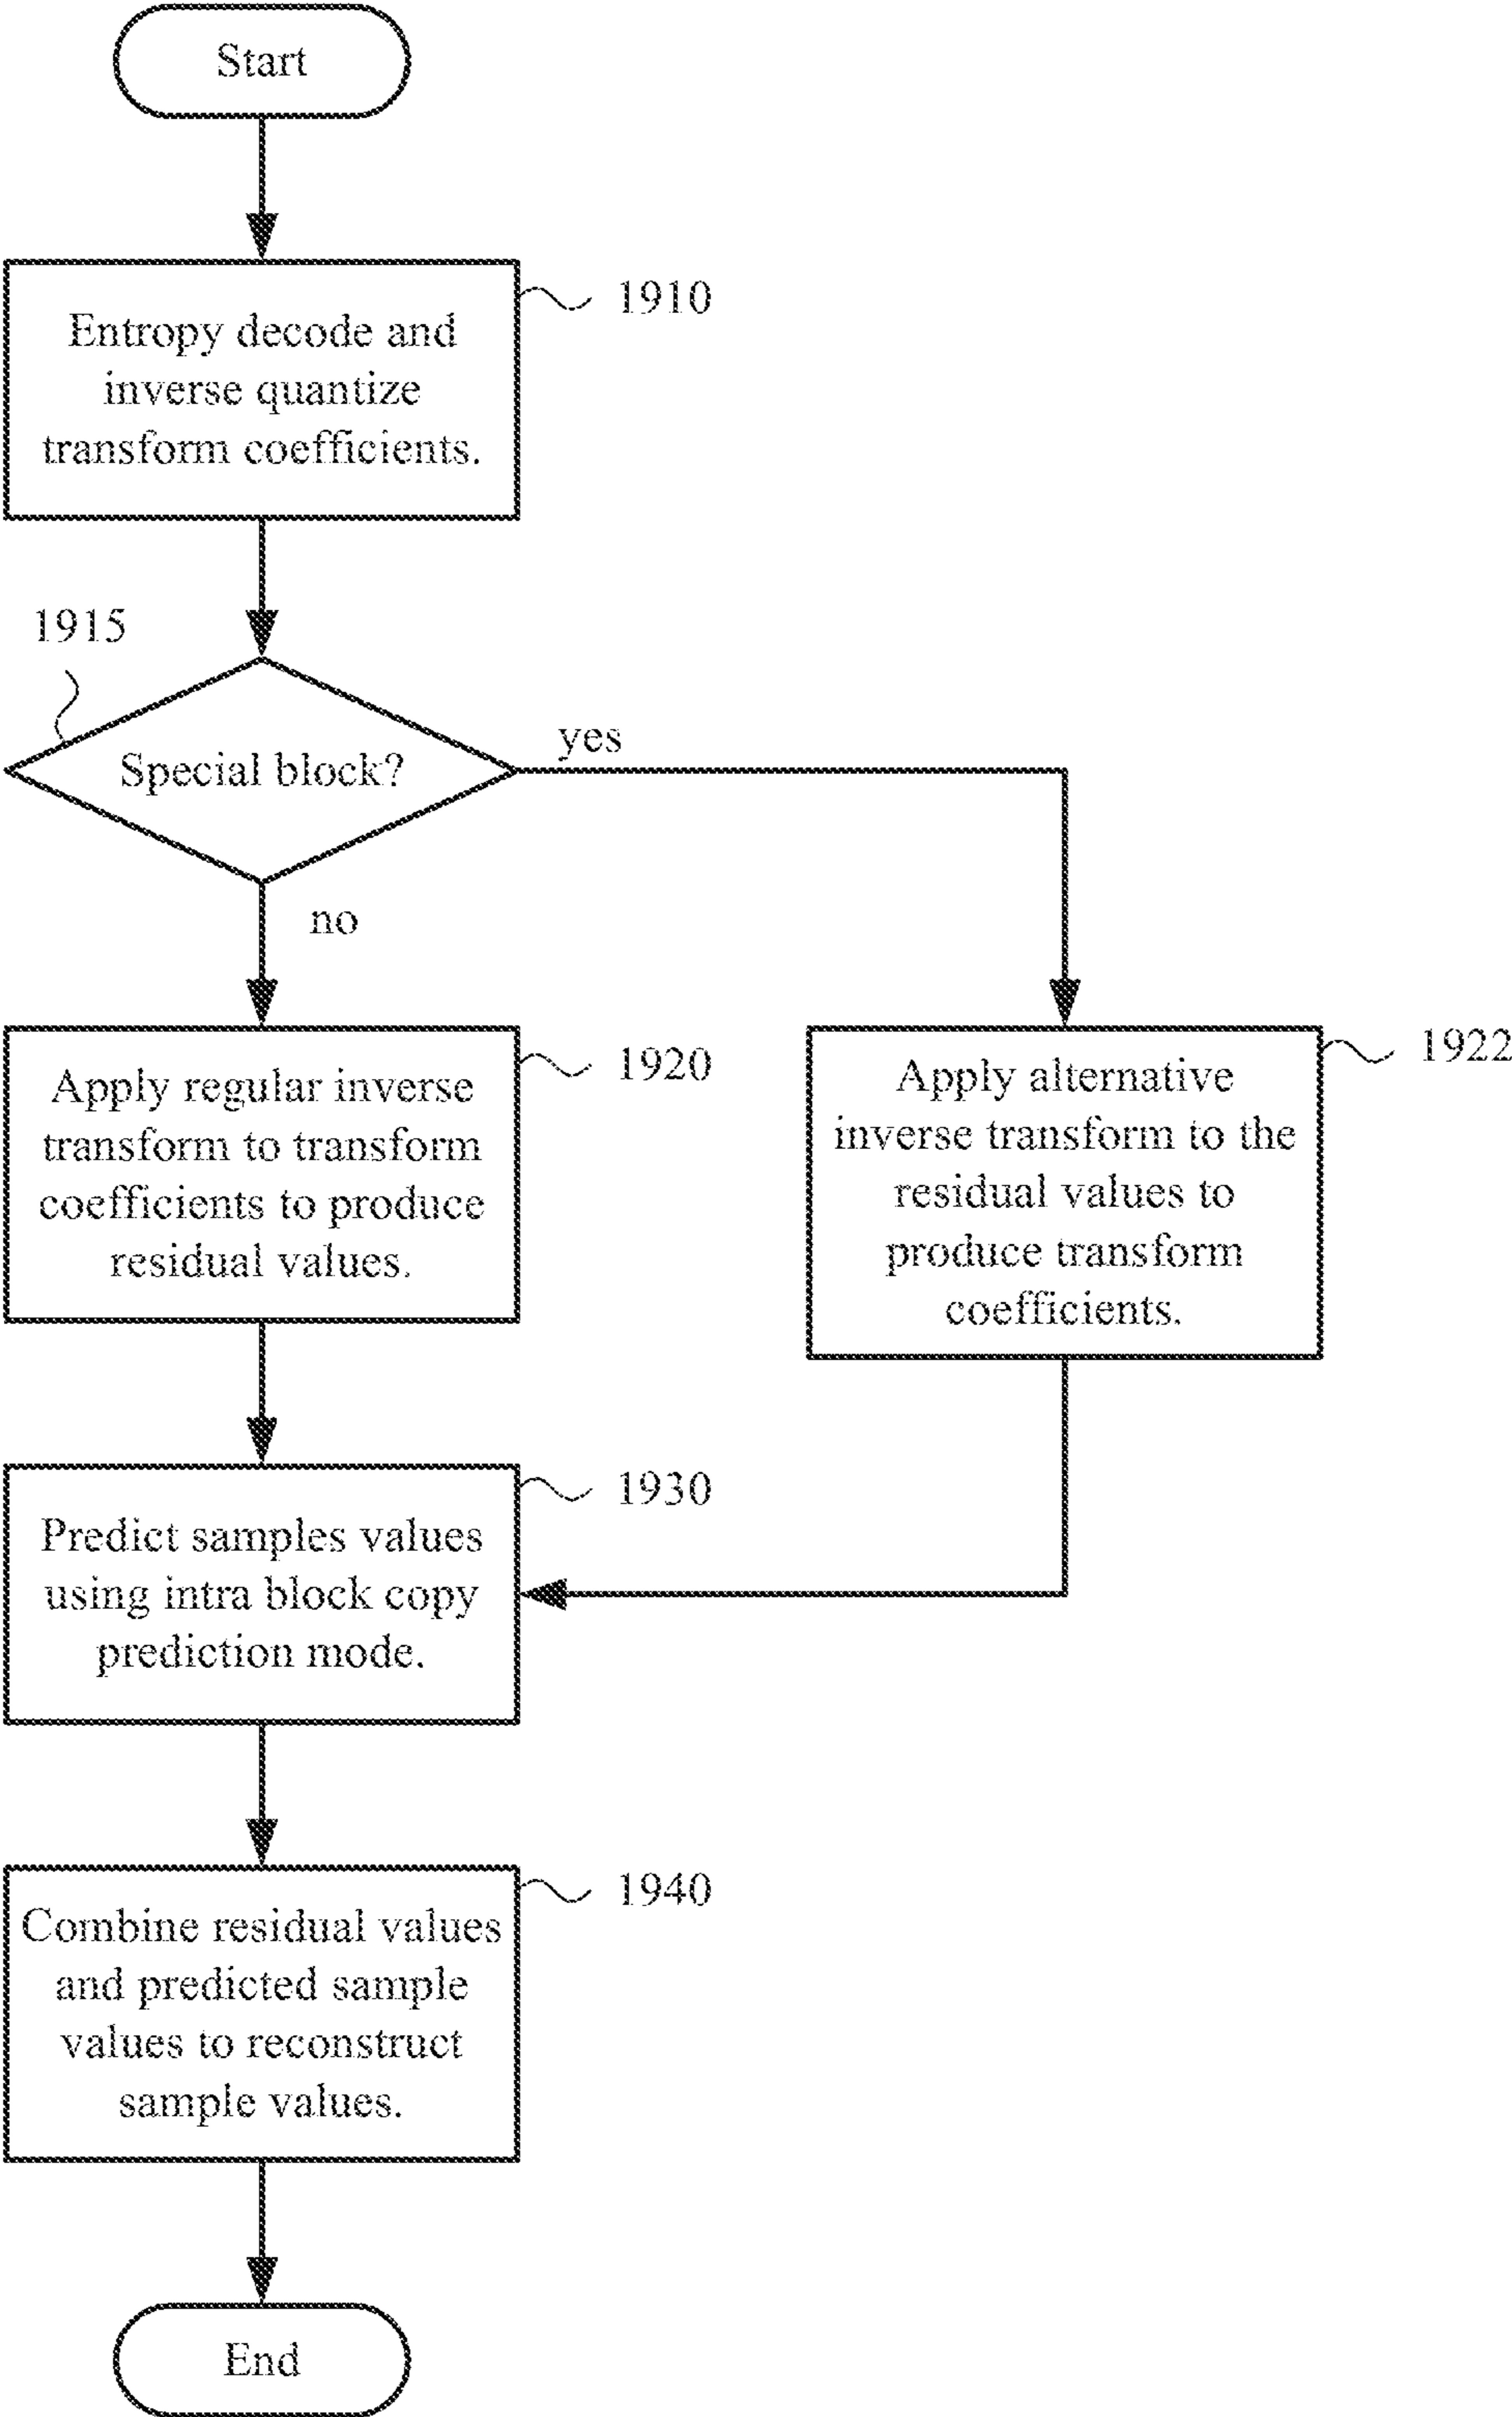 Start
1910
Entropy decode and
inverse quantize
transform coefficients.
1915
Special block?
yes
no
1920
Apply regular inverse
transform to transform
coefficients to produce
residual values.
1922
Apply alternative
inverse transform to the
residual values to
produce transform
coefficients.
1930
Predict samples values
using intra block copy
prediction mode.
1940
Combine residual values
and predicted sample
values to reconstruct
sample values.
End